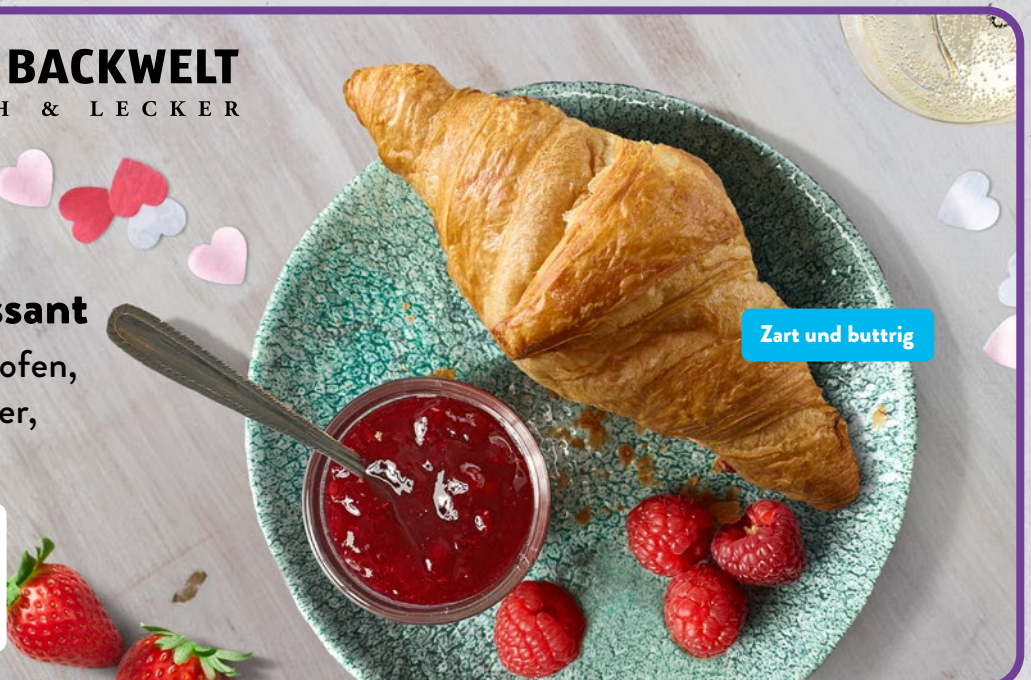 BACKWELT
H & LECKER
ssant
ofen,
er,
Zart und buttrig